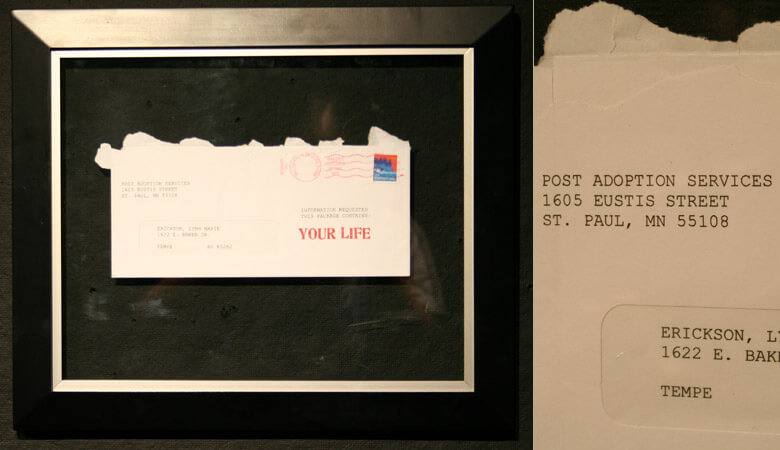 POST ADOPTION SERVICES
1605 EUSTIS STREET
ST. PAUL, MN 55108
INFORMATION REQUESTED
THIS PACKAGE CONTAINS:
YOUR LIFE
ERICKSON, LYNN MARIE
1622 E. BAKER DR.
TEMPE AZ 85282
POST ADOPTION SERVICES
1605 EUSTIS STREET
ST. PAUL, MN 55108
ERICKSON, L
1622 E. BAK
TEMPE